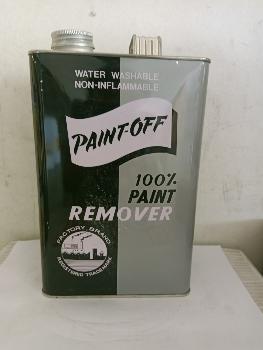 WATER WASHABLE
NON-INFLAMMABLE
PAINT-OFF
100%
PAINT
REMOVER
FACTORY BRAND
REGISTERED TRADEMARK